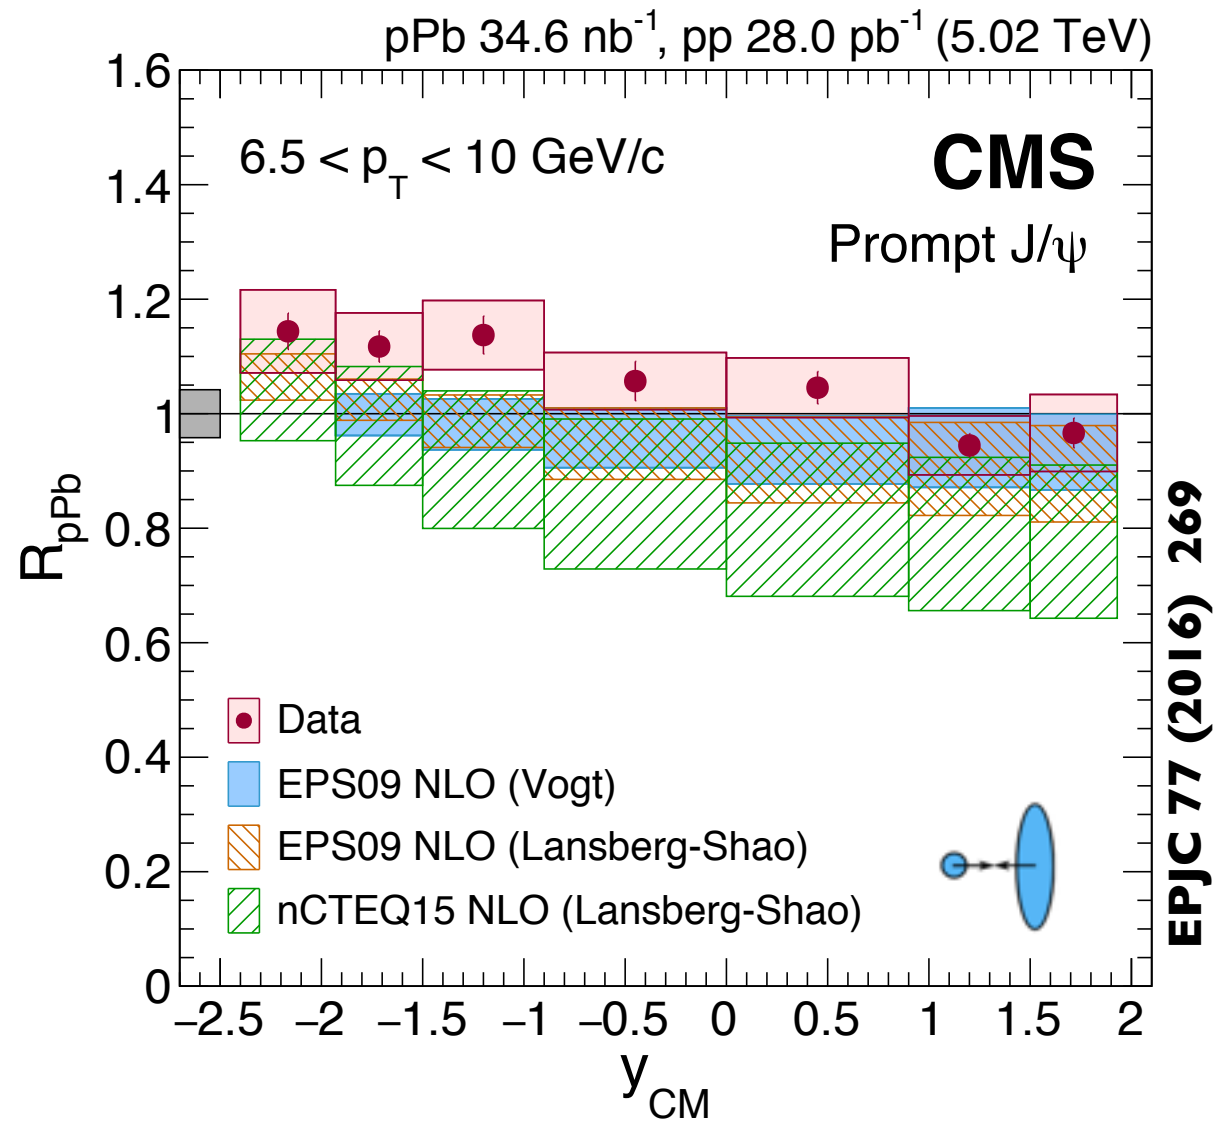 pPb 34.6 nb⁻¹, pp 28.0 pb⁻¹ (5.02 TeV)
1.6
6.5 < p_T < 10 GeV/c
CMS
Prompt J/ψ
1.4
1.2
1
0.8
0.6
0.4
0.2
0
R_pPb
Data
EPS09 NLO (Vogt)
EPS09 NLO (Lansberg-Shao)
nCTEQ15 NLO (Lansberg-Shao)
−2.5 −2 −1.5 −1 −0.5 0 0.5 1 1.5 2
y_CM
EPJC 77 (2016) 269